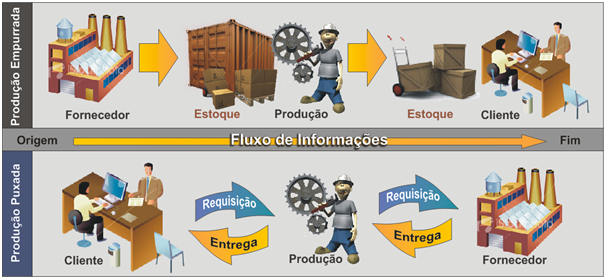 Produção Empurrada
Fornecedor
Estoque
Produção
Estoque
Cliente
Origem
Fluxo de Informações
Fim
Produção Puxada
Cliente
Requisição
Entrega
Produção
Requisição
Entrega
Fornecedor